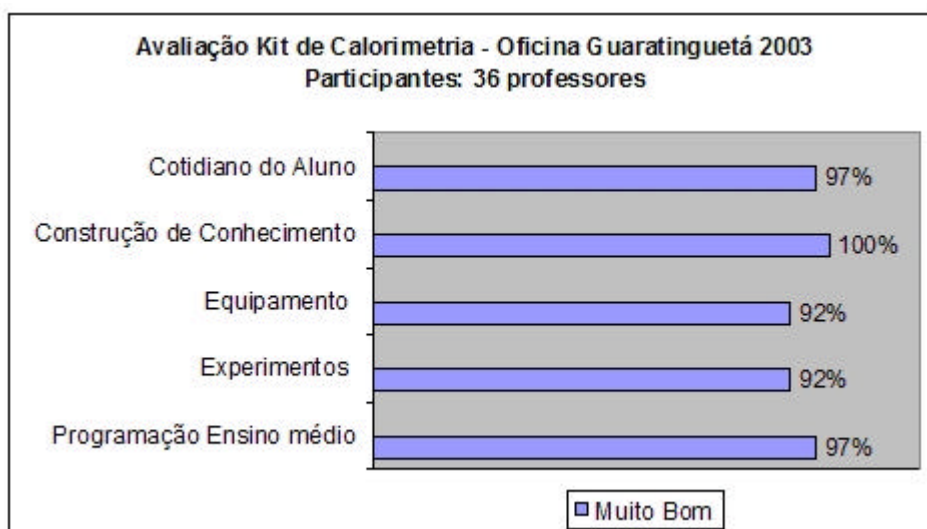 Avaliação Kit de Calorimetria - Oficina Guaratinguetá 2003
Participantes: 36 professores
Cotidiano do Aluno 97%
Construção de Conhecimento 100%
Equipamento 92%
Experimentos 92%
Programação Ensino médio 97%
Muito Bom